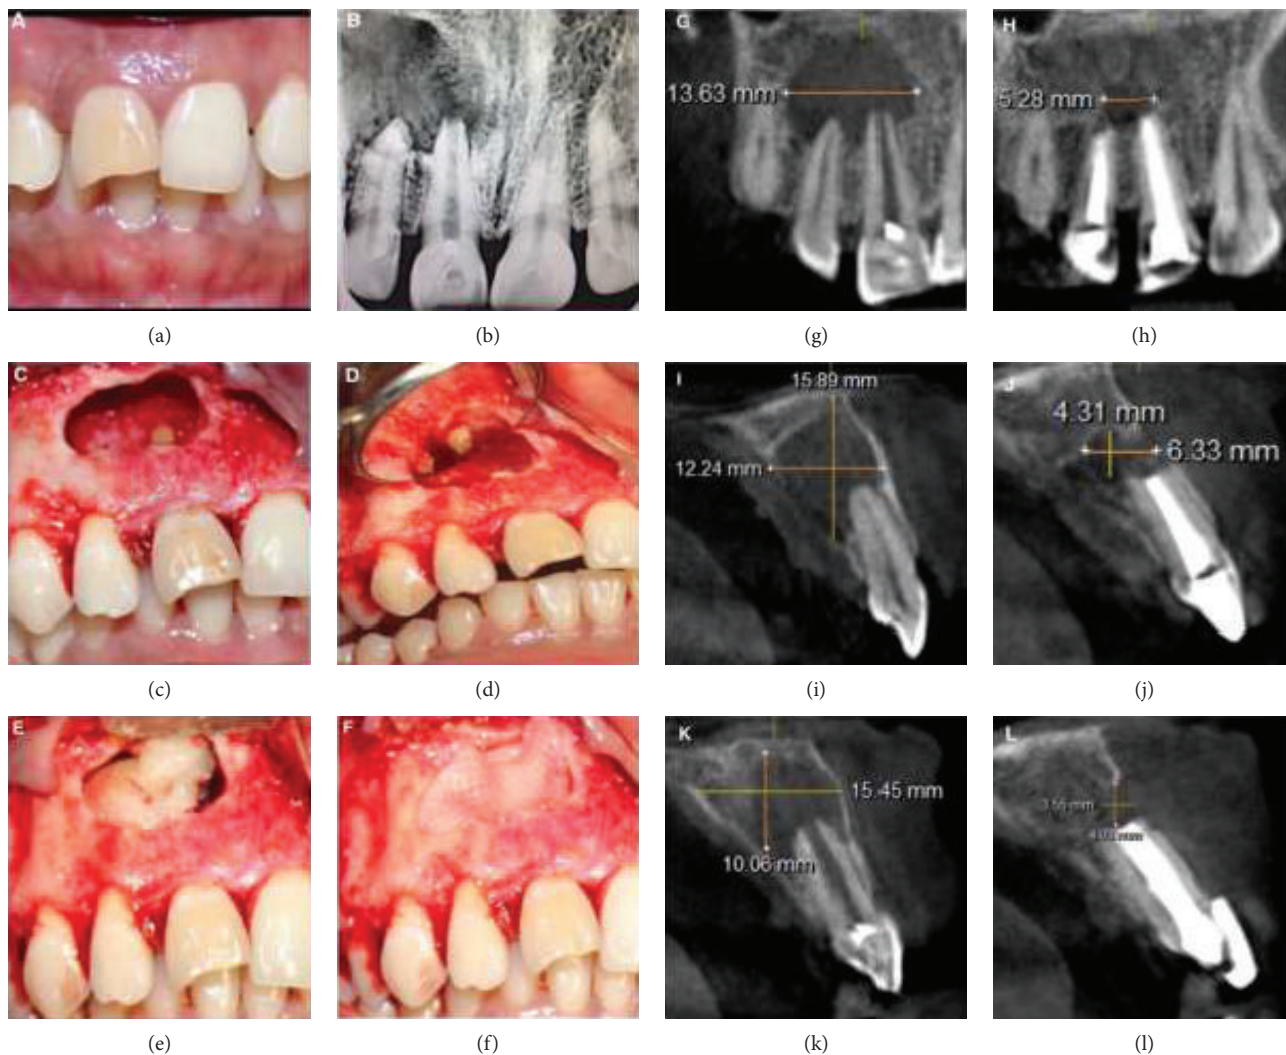 A
B
G
13.63 mm
H
5.28 mm
(a)
(b)
(g)
(h)
C
D
I
15.89 mm
12.24 mm
J
4.31 mm
6.33 mm
(c)
(d)
(i)
(j)
E
F
K
15.45 mm
10.06 mm
L
(e)
(f)
(k)
(l)